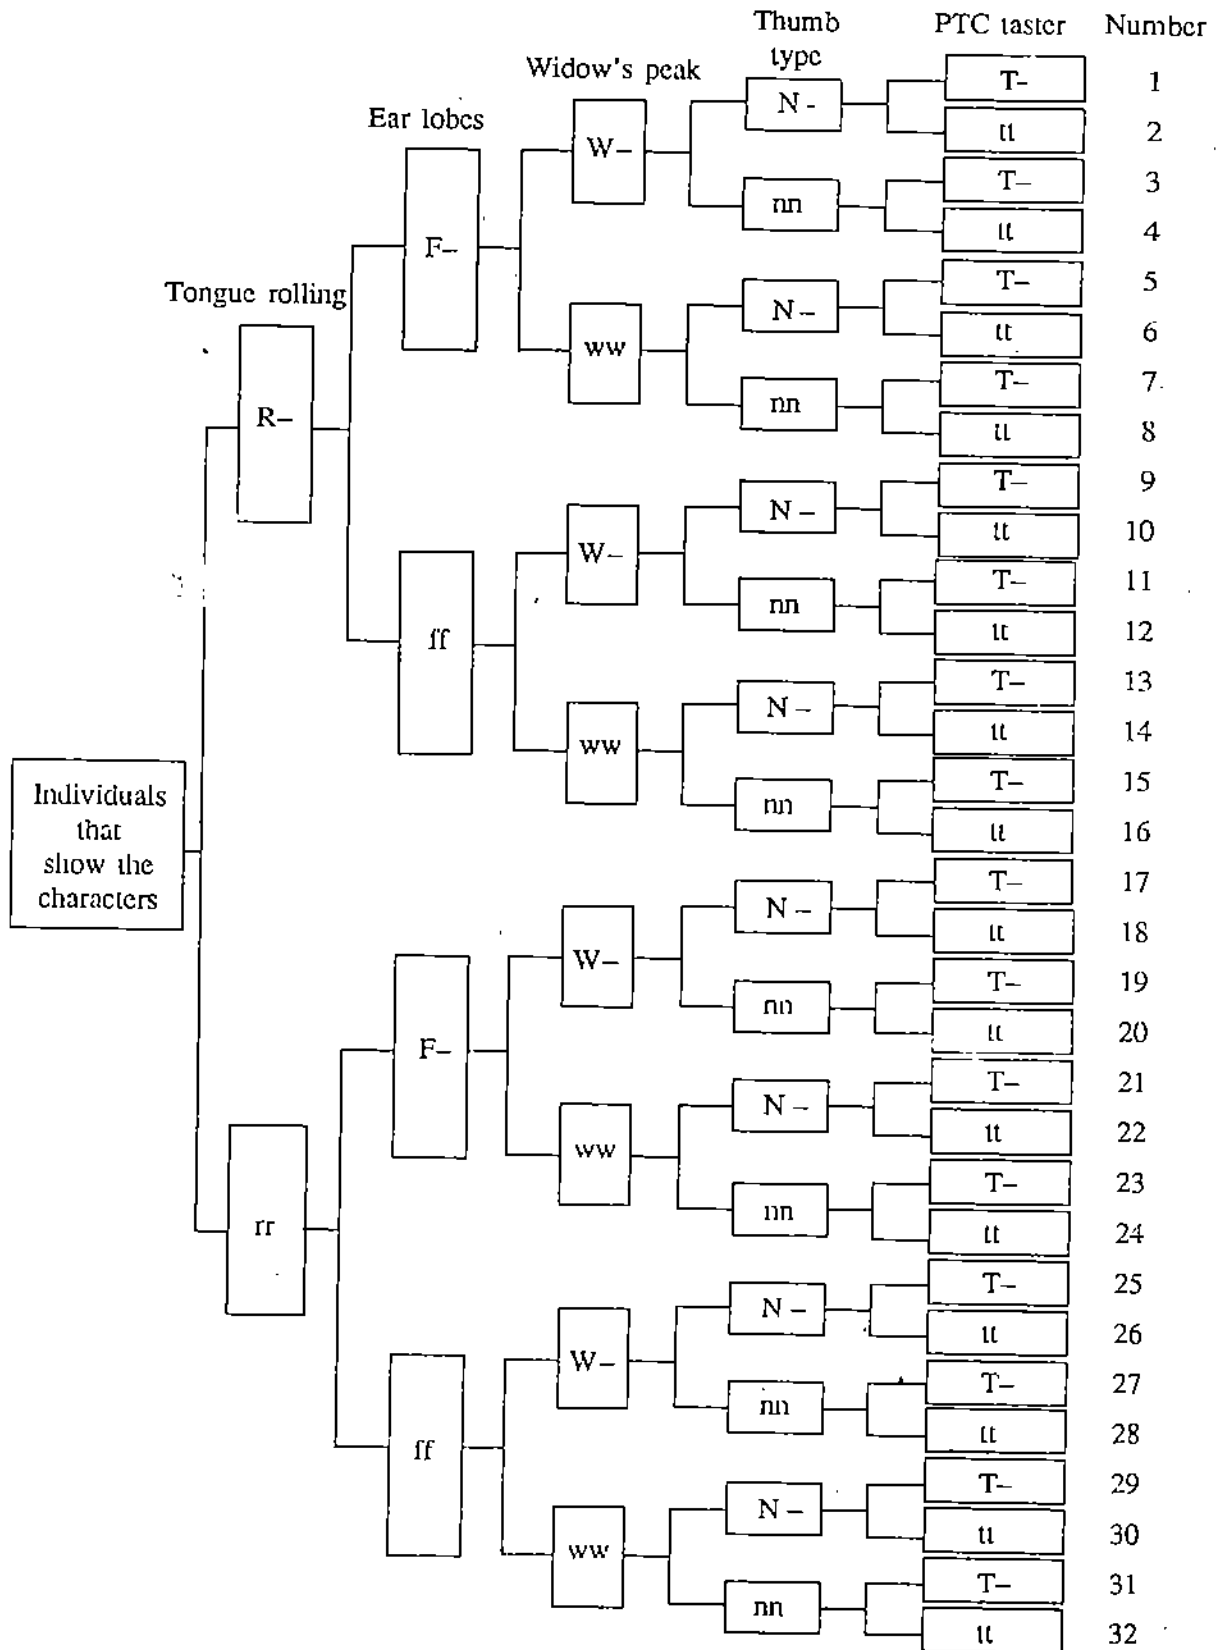 Thumb type
PTC taster
Number
Widow's peak
Ear lobes
Tongue rolling
Individuals
that
show the
characters
R–
rr
F–
ff
F–
ff
W–
ww
W–
ww
W–
ww
W–
ww
N –
nn
N –
nn
N –
nn
N –
nn
N –
nn
N –
nn
N –
nn
N –
nn
T– 1
tt 2
T– 3
tt 4
T– 5
tt 6
T– 7
tt 8
T– 9
tt 10
T– 11
tt 12
T– 13
tt 14
T– 15
tt 16
T– 17
tt 18
T– 19
tt 20
T– 21
tt 22
T– 23
tt 24
T– 25
tt 26
T– 27
tt 28
T– 29
tt 30
T– 31
tt 32